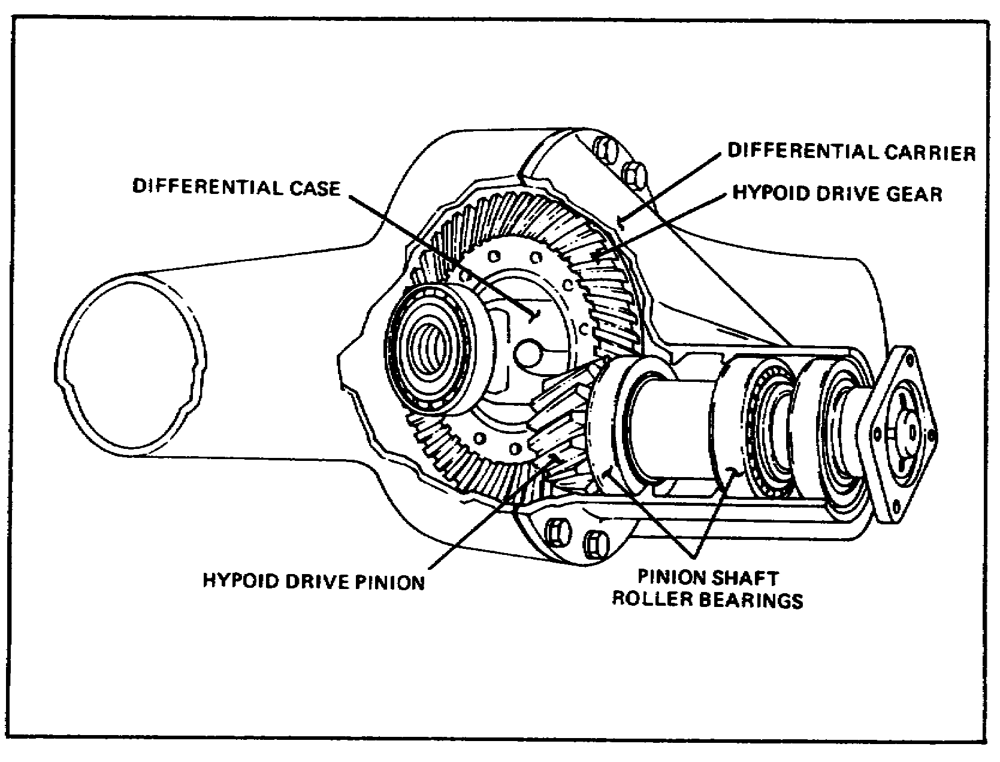 DIFFERENTIAL CARRIER
DIFFERENTIAL CASE
HYPOID DRIVE GEAR
HYPOID DRIVE PINION
PINION SHAFT
ROLLER BEARINGS